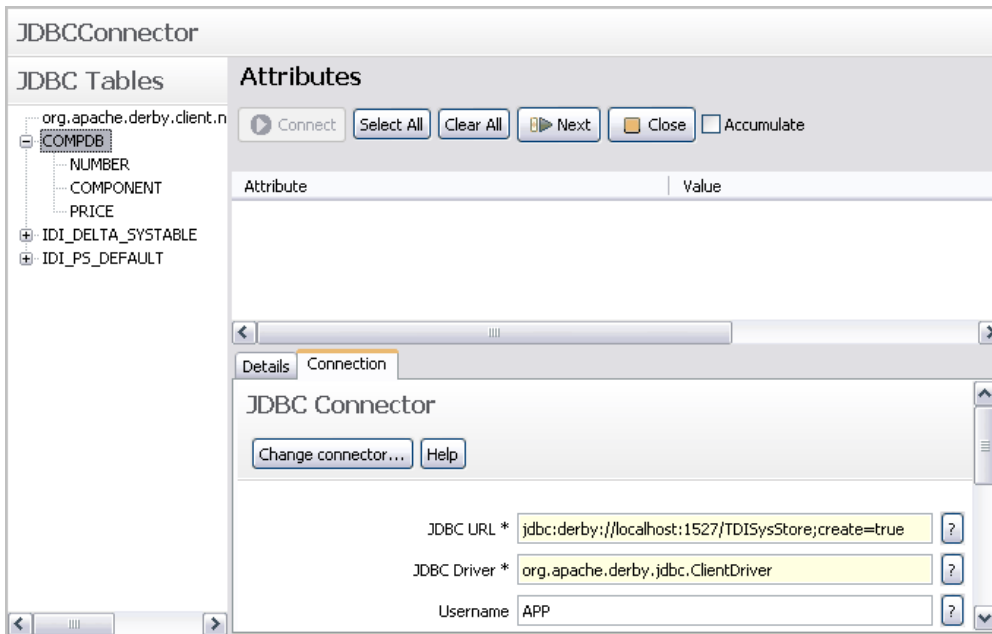 JDBCConnector
JDBC Tables
org.apache.derby.client.n
COMPDB
NUMBER
COMPONENT
PRICE
IDI_DELTA_SYSTABLE
IDI_PS_DEFAULT
Attributes
Connect Select All Clear All Next Close Accumulate
Attribute Value
Details Connection
JDBC Connector
Change connector... Help
JDBC URL * jdbc:derby://localhost:1527/TDISysStore;create=true ?
JDBC Driver * org.apache.derby.jdbc.ClientDriver ?
Username APP ?